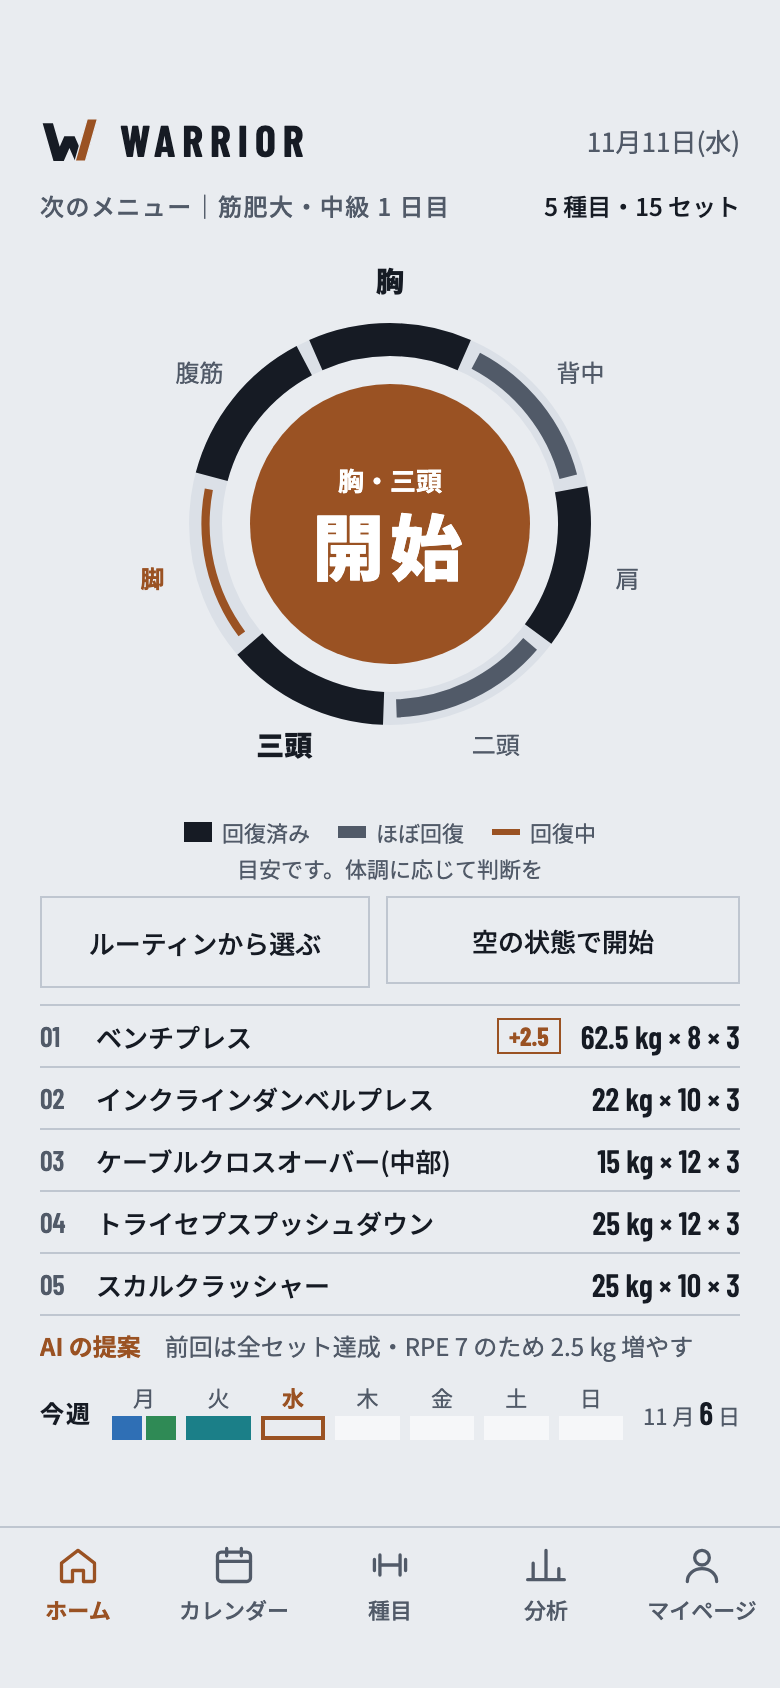 WARRIOR 11月11日(水)
次のメニュー｜筋肥大・中級 1 日目 5 種目・15 セット
胸
腹筋 背中
胸・三頭
開始
脚 肩
三頭 二頭
回復済み ほぼ回復 回復中
目安です。体調に応じて判断を
ルーティンから選ぶ 空の状態で開始
01 ベンチプレス +2.5 62.5 kg × 8 × 3
02 インクラインダンベルプレス 22 kg × 10 × 3
03 ケーブルクロスオーバー(中部) 15 kg × 12 × 3
04 トライセプスプッシュダウン 25 kg × 12 × 3
05 スカルクラッシャー 25 kg × 10 × 3
AI の提案 前回は全セット達成・RPE 7 のため 2.5 kg 増やす
今週 月 火 水 木 金 土 日 11 月 6 日
ホーム カレンダー 種目 分析 マイページ